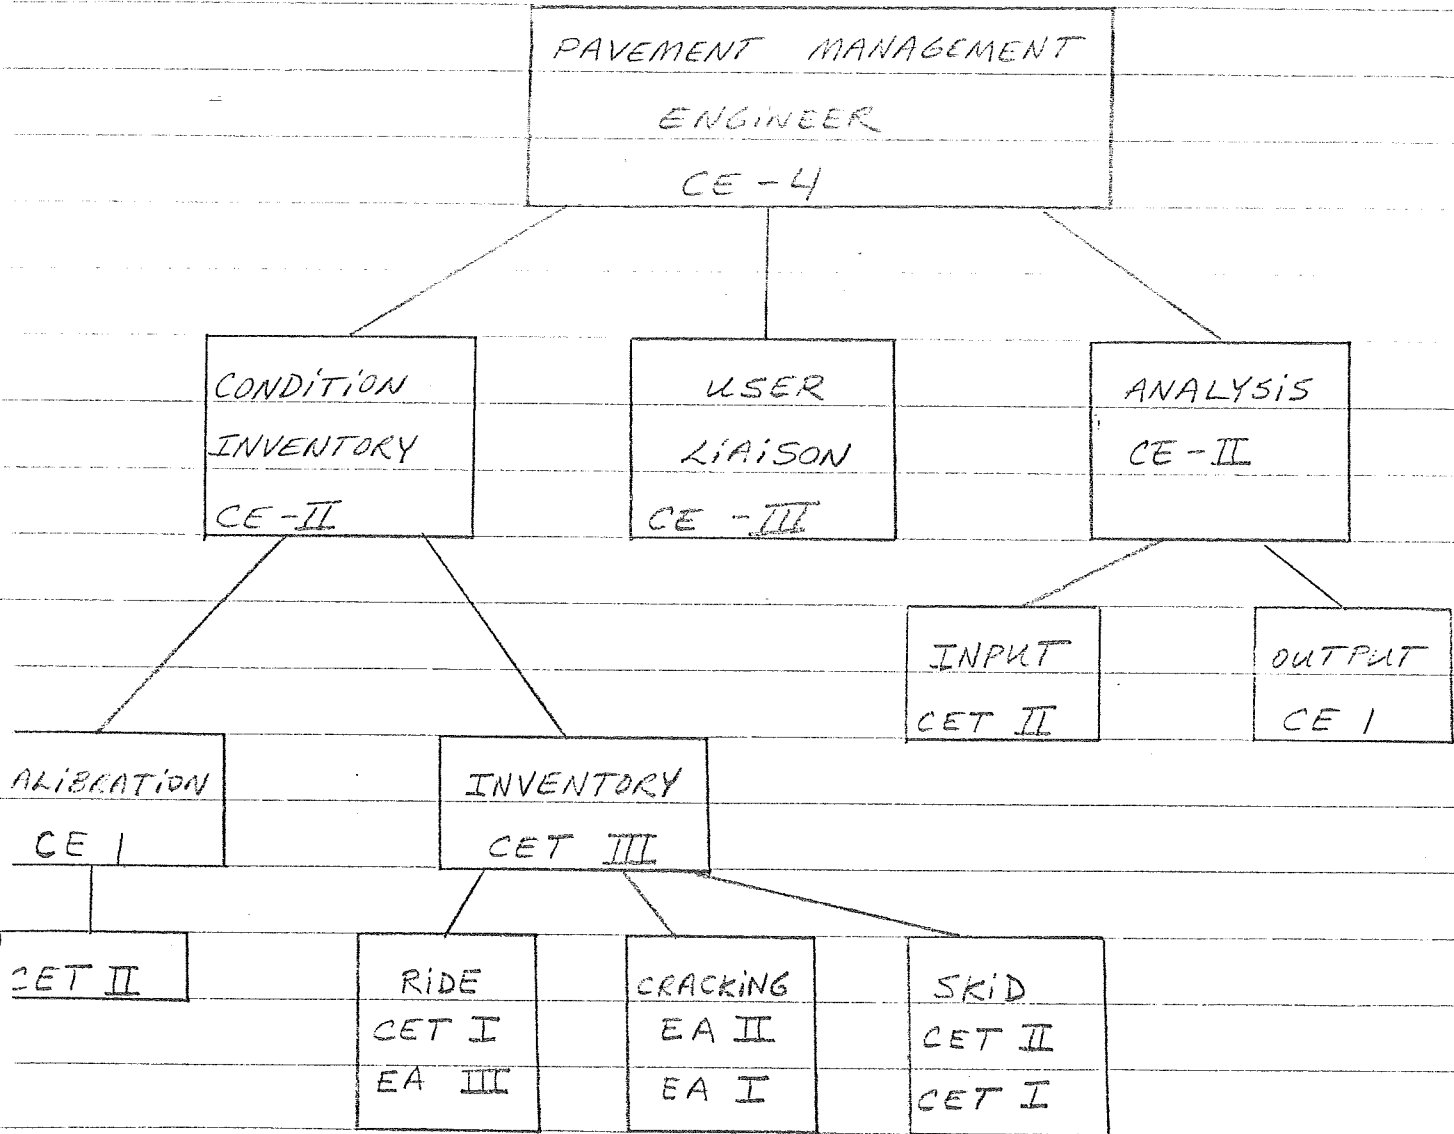 PAVEMENT MANAGEMENT
ENGINEER
CE-4
CONDITION
INVENTORY
CE-II
USER
LIAISON
CE-III
ANALYSIS
CE-II
INPUT
CET II
OUTPUT
CE 1
ALIBRATION
CE 1
INVENTORY
CET III
CET II
RIDE
CET I
EA III
CRACKING
EA II
EA I
SKID
CET II
CET I